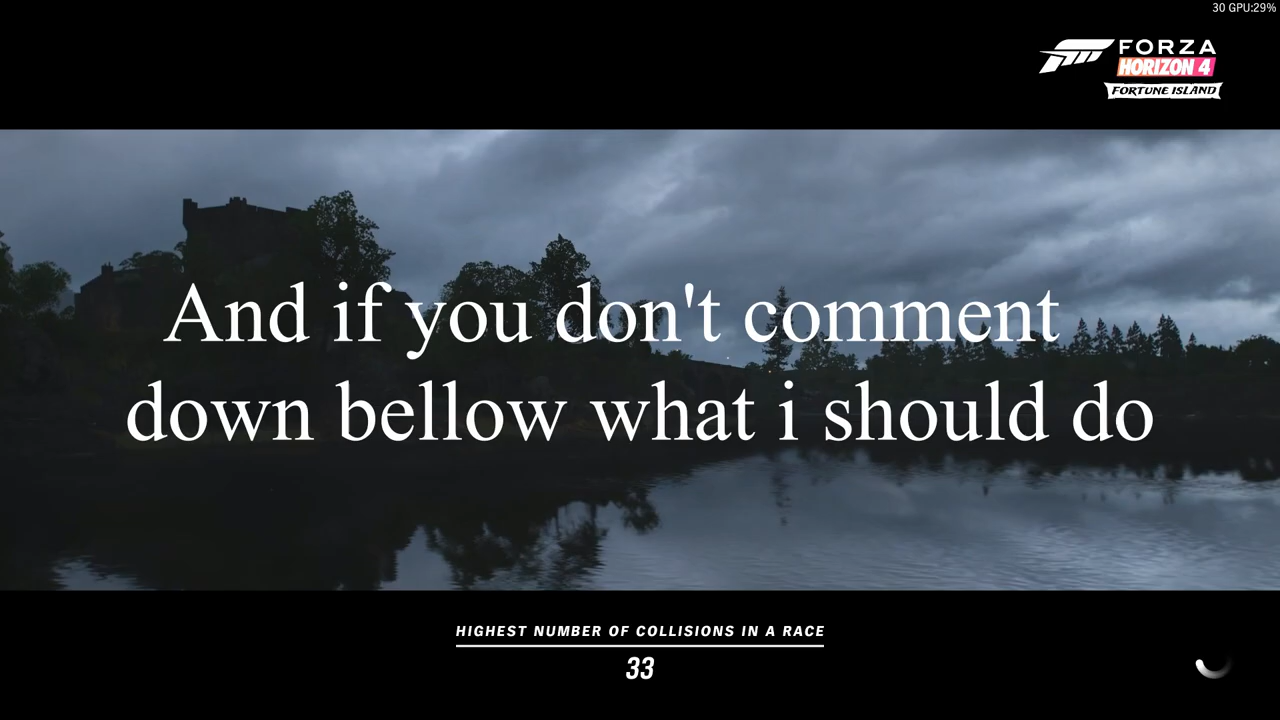 30 GPU:29%
FORZA
HORIZON 4
FORTUNE ISLAND
And if you don't comment
down bellow what i should do
HIGHEST NUMBER OF COLLISIONS IN A RACE
33